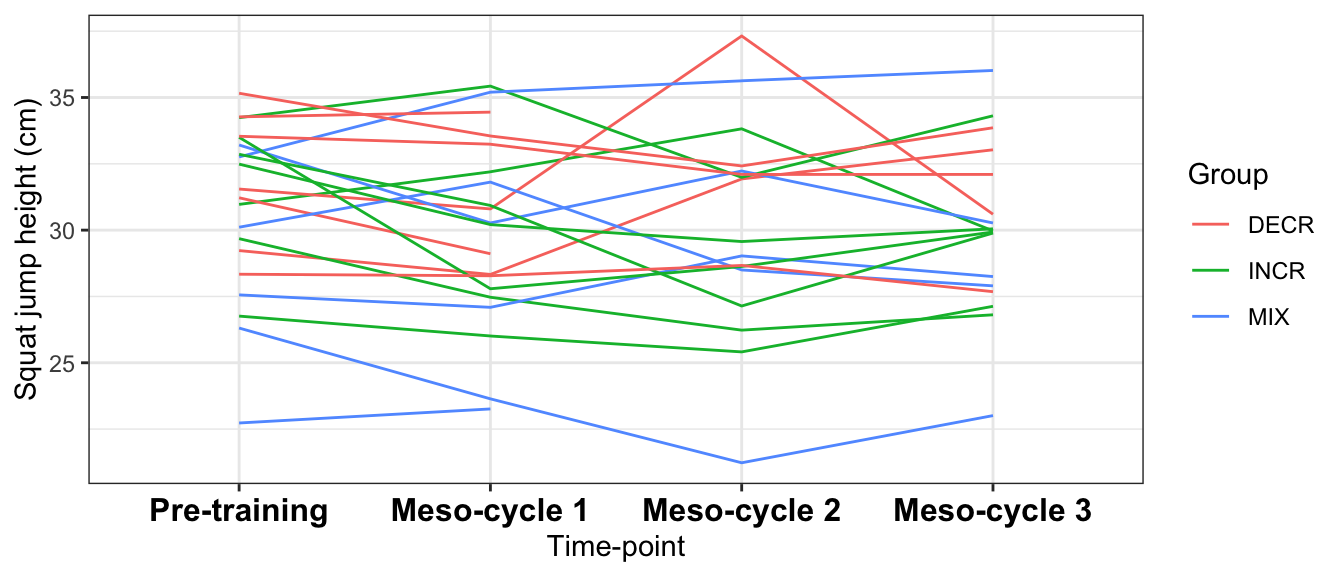 Squat jump height (cm)
35
30
25
Pre-training Meso-cycle 1 Meso-cycle 2 Meso-cycle 3
Time-point
Group
DECR
INCR
MIX